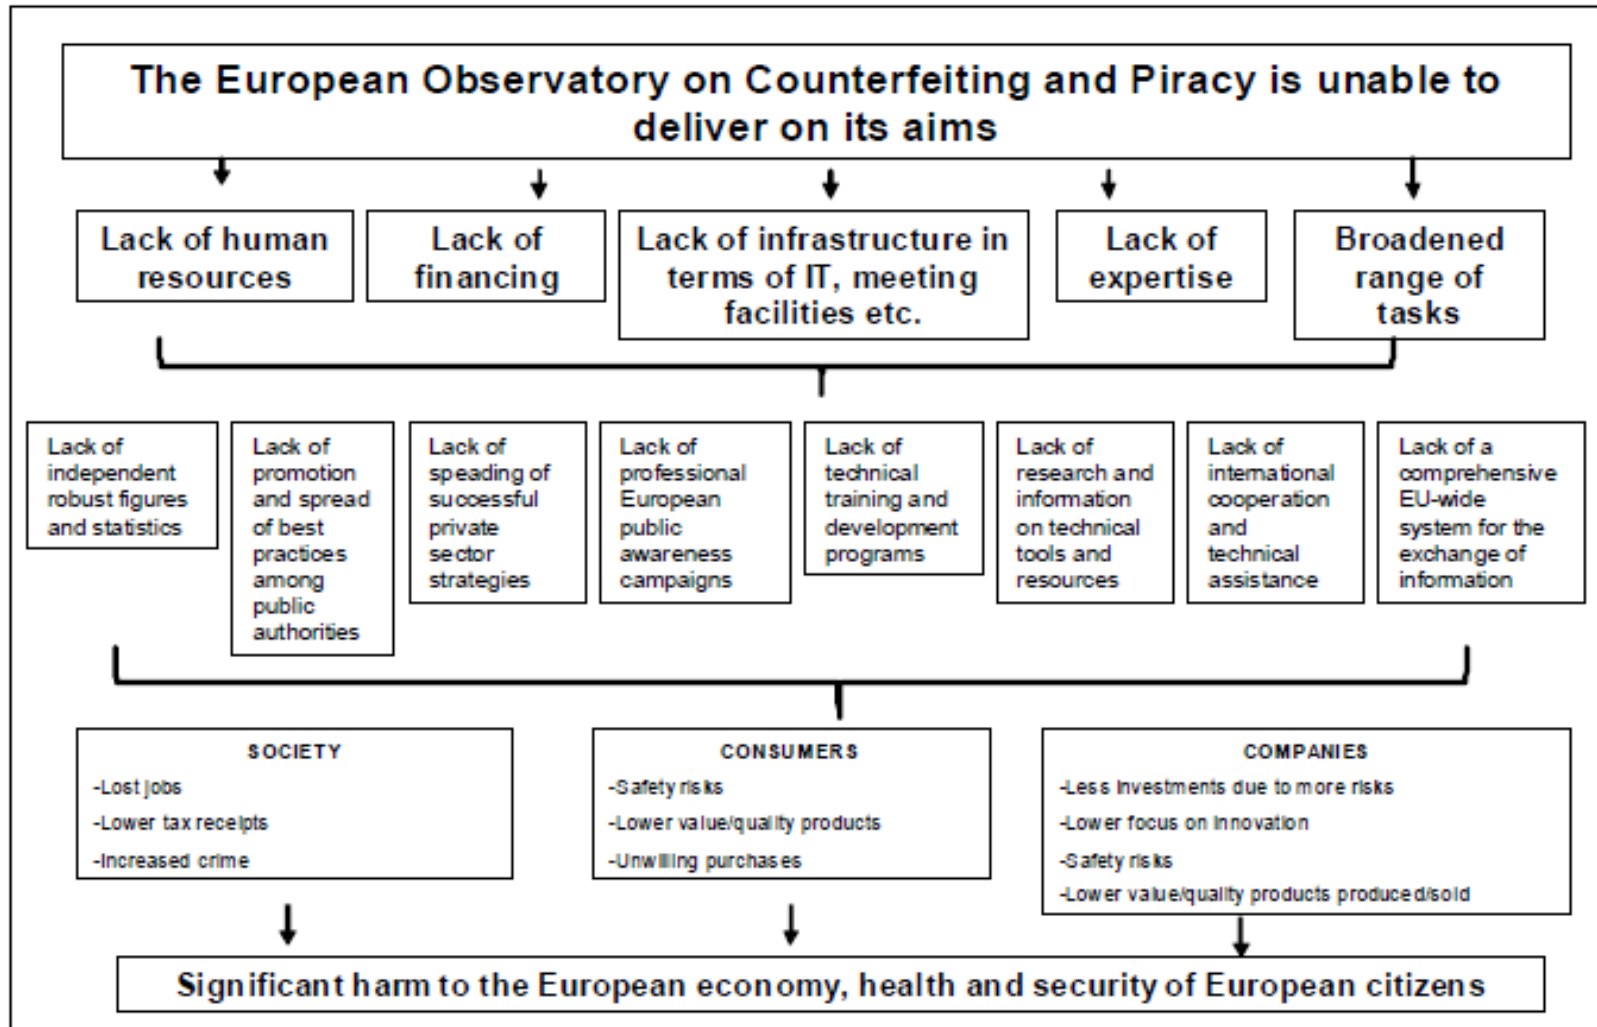 The European Observatory on Counterfeiting and Piracy is unable to
deliver on its aims
Lack of human
resources
Lack of
financing
Lack of infrastructure in
terms of IT, meeting
facilities etc.
Lack of
expertise
Broadened
range of
tasks
Lack of
independent
robust figures
and statistics
Lack of
promotion
and spread
of best
practices
among
public
authorities
Lack of
speading of
successful
private
sector
strategies
Lack of
professional
European
public
awareness
campaigns
Lack of
technical
training and
development
programs
Lack of
research and
information
on technical
tools and
resources
Lack of
international
cooperation
and
technical
assistance
Lack of a
comprehensive
EU-wide
system for the
exchange of
information
SOCIETY
-Lost jobs
-Lower tax receipts
-Increased crime
CONSUMERS
-Safety risks
-Lower value/quality products
-Unwilling purchases
COMPANIES
-Less investments due to more risks
-Lower focus on innovation
-Safety risks
-Lower value/quality products produced/sold
Significant harm to the European economy, health and security of European citizens